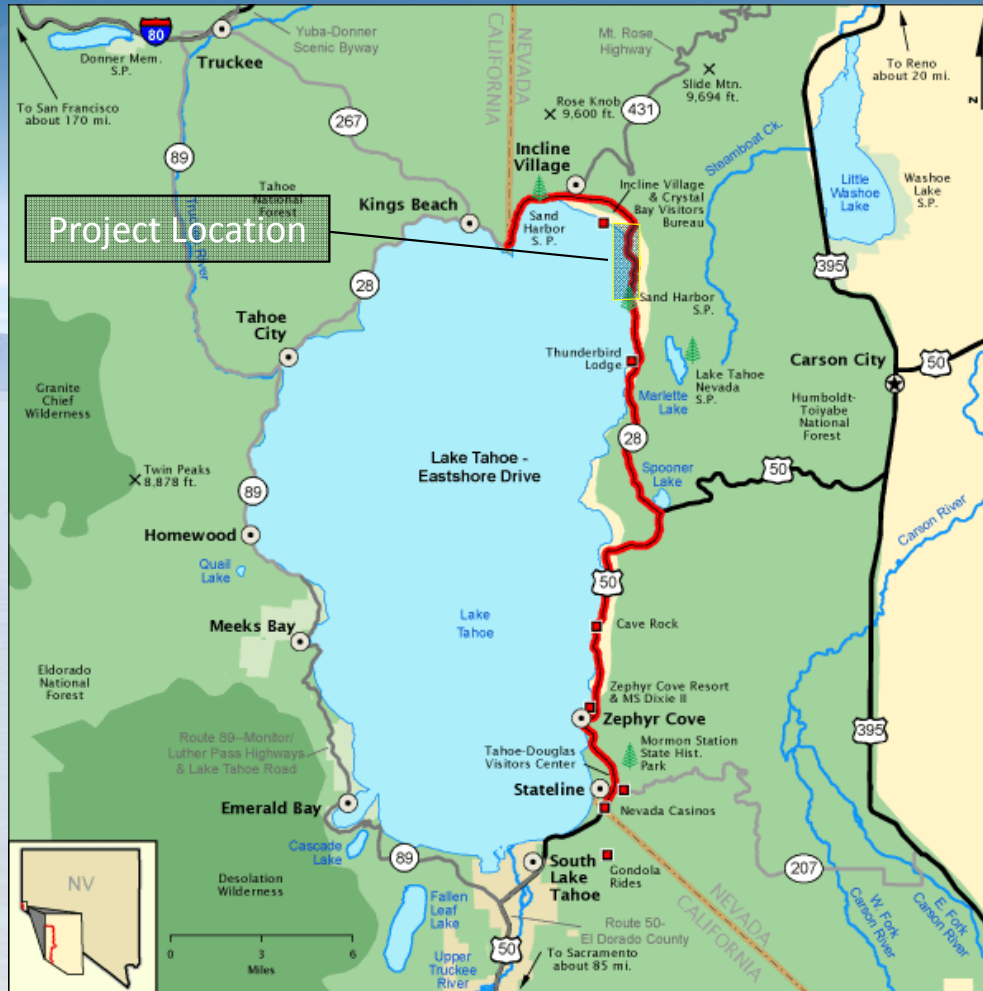 80
Yuba-Donner
Scenic Byway
Donner Mem.
S.P.
Truckee
To San Francisco
about 170 mi.
CALIFORNIA
NEVADA
Mt. Rose
Highway
Slide Mtn.
9,694 ft.
To Reno
about 20 mi.
N
Rose Knob
9,600 ft.
431
267
89
Incline
Village
Steamboat Ck.
Little
Washoe
Lake
Washoe
Lake
S.P.
Tahoe
National
Forest
Truckee River
Project Location
Kings Beach
Sand
Harbor
S. P.
Incline Village
& Crystal
Bay Visitors
Bureau
395
28
Sand Harbor
S.P.
Tahoe
City
Thunderbird
Lodge
Marlette
Lake
Lake Tahoe
Nevada
S.P.
Carson City
50
Granite
Chief
Wilderness
Humboldt-
Toiyabe
National
Forest
28
Lake Tahoe -
Eastshore Drive
Twin Peaks
8,878 ft.
Spooner
Lake
50
89
Homewood
Carson River
Quail
Lake
50
Meeks Bay
Lake
Tahoe
Cave Rock
Eldorado
National
Forest
Zephyr Cove Resort
& MS Dixie II
Zephyr Cove
395
Route 89--Monitor/
Luther Pass Highways
& Lake Tahoe Road
Tahoe-Douglas
Visitors Center
Mormon Station
State Hist.
Park
Stateline
Emerald Bay
Nevada Casinos
Cascade
Lake
89
South
Lake
Tahoe
Gondola
Rides
207
NV
Desolation
Wilderness
Fallen
Leaf
Lake
NEVADA
CALIFORNIA
W. Fork
Carson River
E. Fork
Carson River
Route 50-
El Dorado County
0
3
6
Miles
50
To Sacramento
about 85 mi.
Upper
Truckee
River